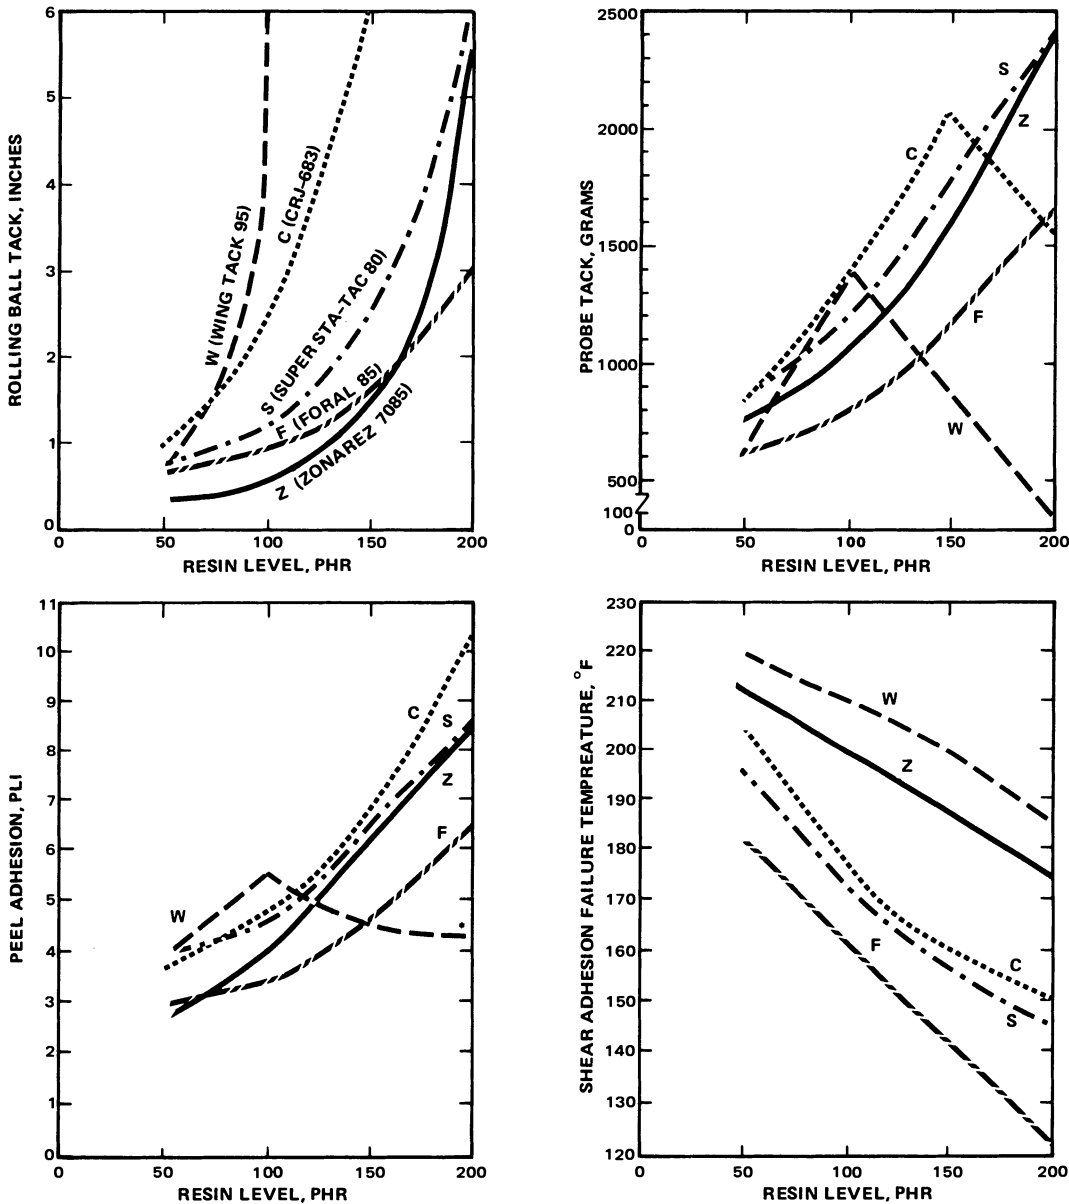 ROLLING BALL TACK, INCHES
6
5
4
3
2
1
0
W (WING TACK 95)
C (CRJ-683)
S (SUPER STA-TAC 80)
F (FORAL 85)
Z (ZONAREZ 7085)
0 50 100 150 200
RESIN LEVEL, PHR
PROBE TACK, GRAMS
2500
2000
1500
1000
500
100
0
S
Z
C
F
W
0 50 100 150 200
RESIN LEVEL, PHR
PEEL ADHESION, PLI
11
10
9
8
7
6
5
4
3
2
1
0
C
S
Z
F
W
0 50 100 150 200
RESIN LEVEL, PHR
SHEAR ADHESION FAILURE TEMPREATURE, °F
230
220
210
200
190
180
170
160
150
140
130
120
W
Z
F
C
S
0 50 100 150 200
RESIN LEVEL, PHR